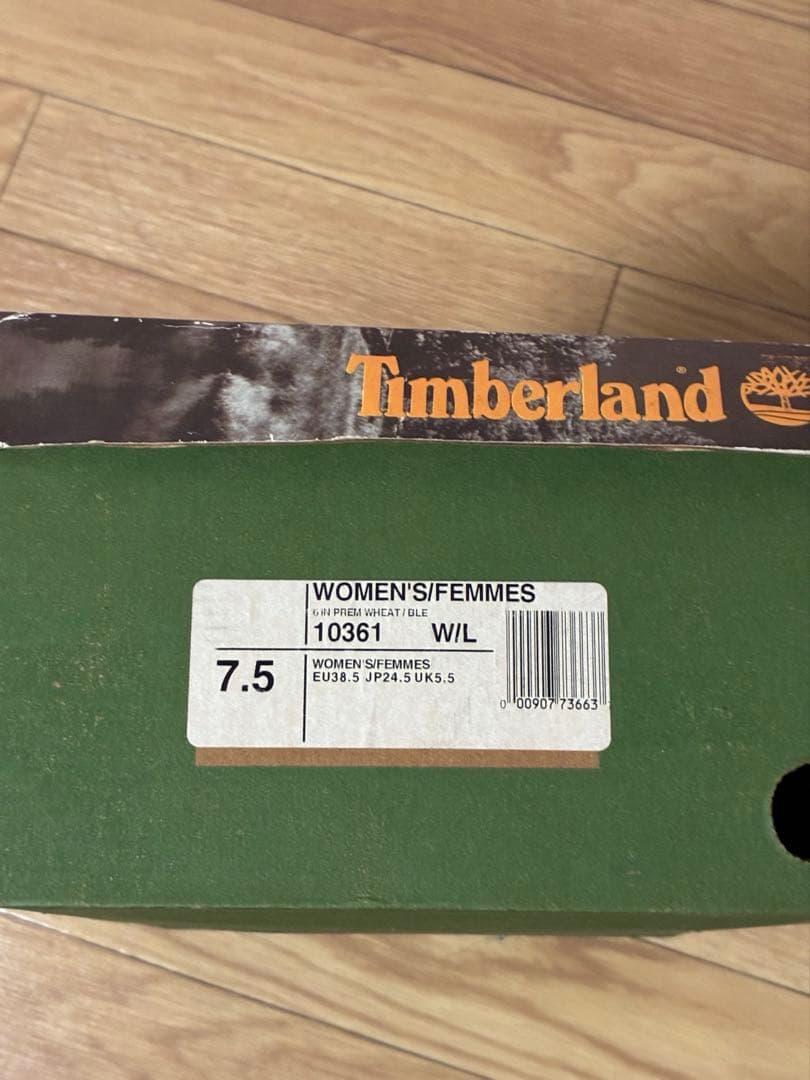 Timberland®
WOMEN'S/FEMMES
6 IN PREM WHEAT / BLE
10361 W/L
7.5
WOMEN'S/FEMMES
EU38.5 JP24.5 UK5.5
0 00907 73663